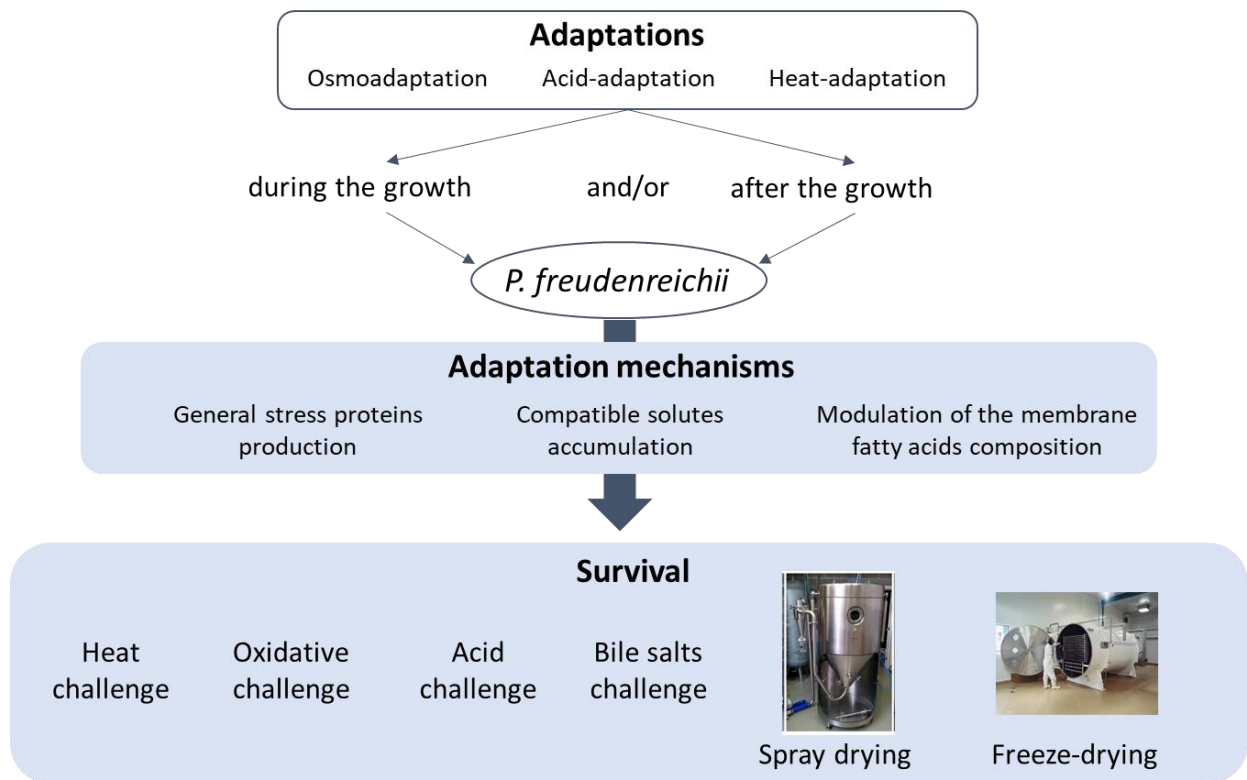 Adaptations
Osmoadaptation Acid-adaptation Heat-adaptation
during the growth and/or after the growth
P. freudenreichii
Adaptation mechanisms
General stress proteins
production
Compatible solutes
accumulation
Modulation of the membrane
fatty acids composition
Survival
Heat
challenge
Oxidative
challenge
Acid
challenge
Bile salts
challenge
Spray drying
Freeze-drying